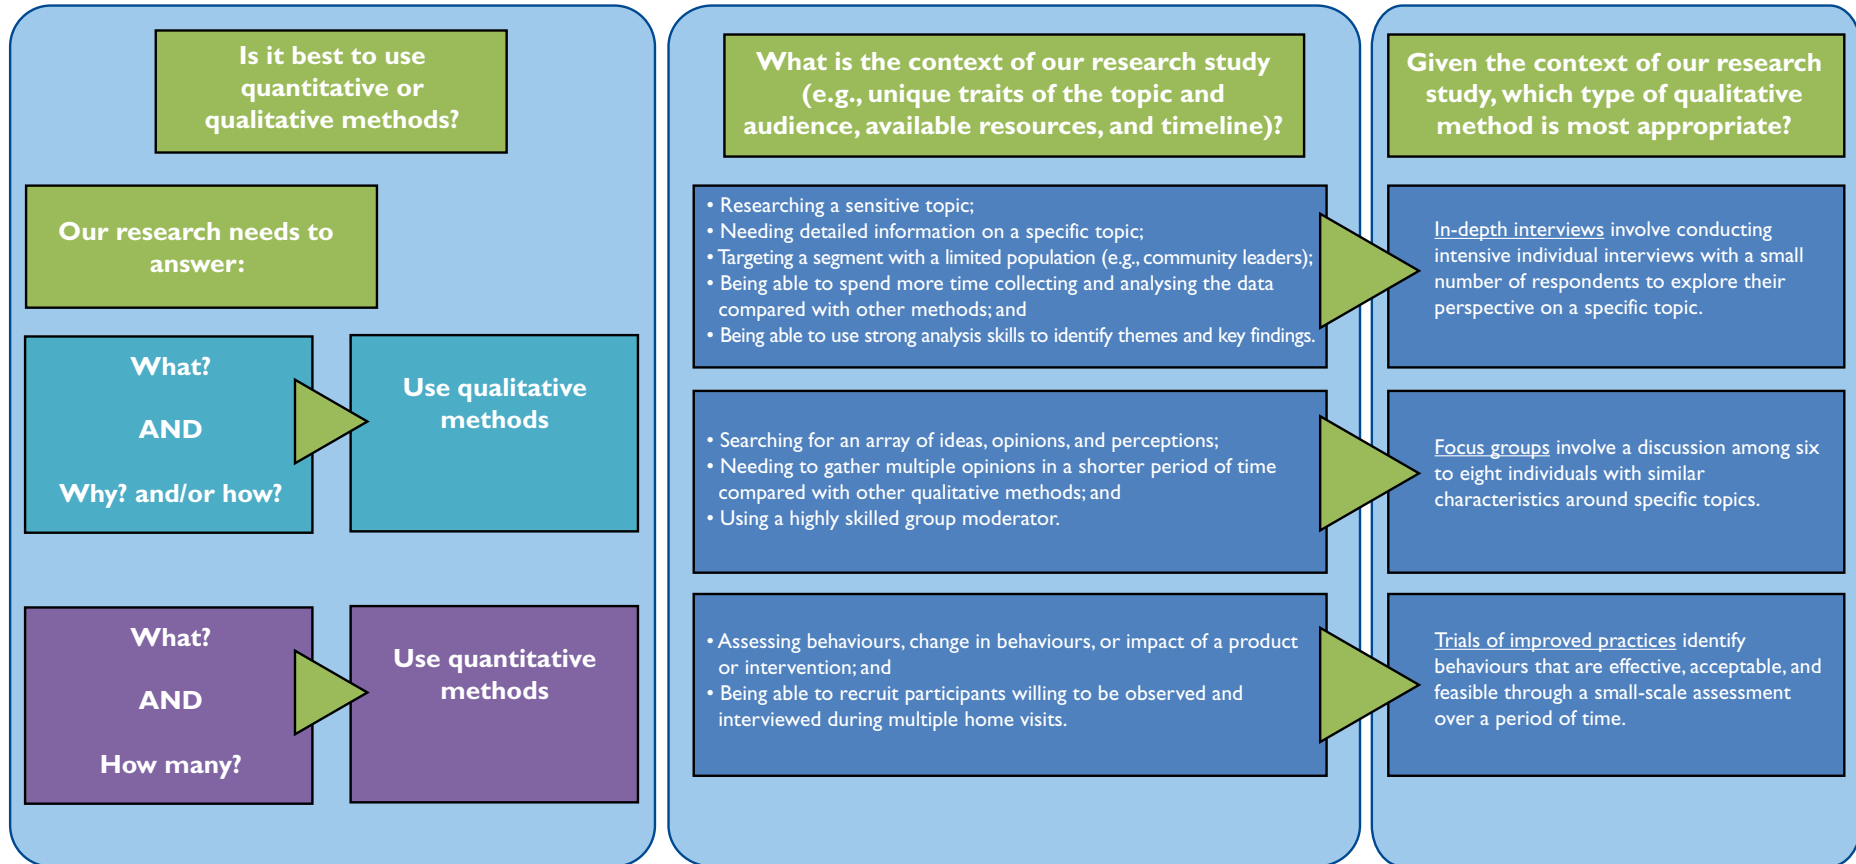 Is it best to use
quantitative or
qualitative methods?
Our research needs to
answer:
What?
AND
Why? and/or how?
Use qualitative
methods
What?
AND
How many?
Use quantitative
methods
What is the context of our research study
(e.g., unique traits of the topic and
audience, available resources, and timeline)?
• Researching a sensitive topic;
• Needing detailed information on a specific topic;
• Targeting a segment with a limited population (e.g., community leaders);
• Being able to spend more time collecting and analysing the data
compared with other methods; and
• Being able to use strong analysis skills to identify themes and key findings.
• Searching for an array of ideas, opinions, and perceptions;
• Needing to gather multiple opinions in a shorter period of time
compared with other qualitative methods; and
• Using a highly skilled group moderator.
• Assessing behaviours, change in behaviours, or impact of a product
or intervention; and
• Being able to recruit participants willing to be observed and
interviewed during multiple home visits.
Given the context of our research
study, which type of qualitative
method is most appropriate?
In-depth interviews involve conducting
intensive individual interviews with a small
number of respondents to explore their
perspective on a specific topic.
Focus groups involve a discussion among six
to eight individuals with similar
characteristics around specific topics.
Trials of improved practices identify
behaviours that are effective, acceptable, and
feasible through a small-scale assessment
over a period of time.